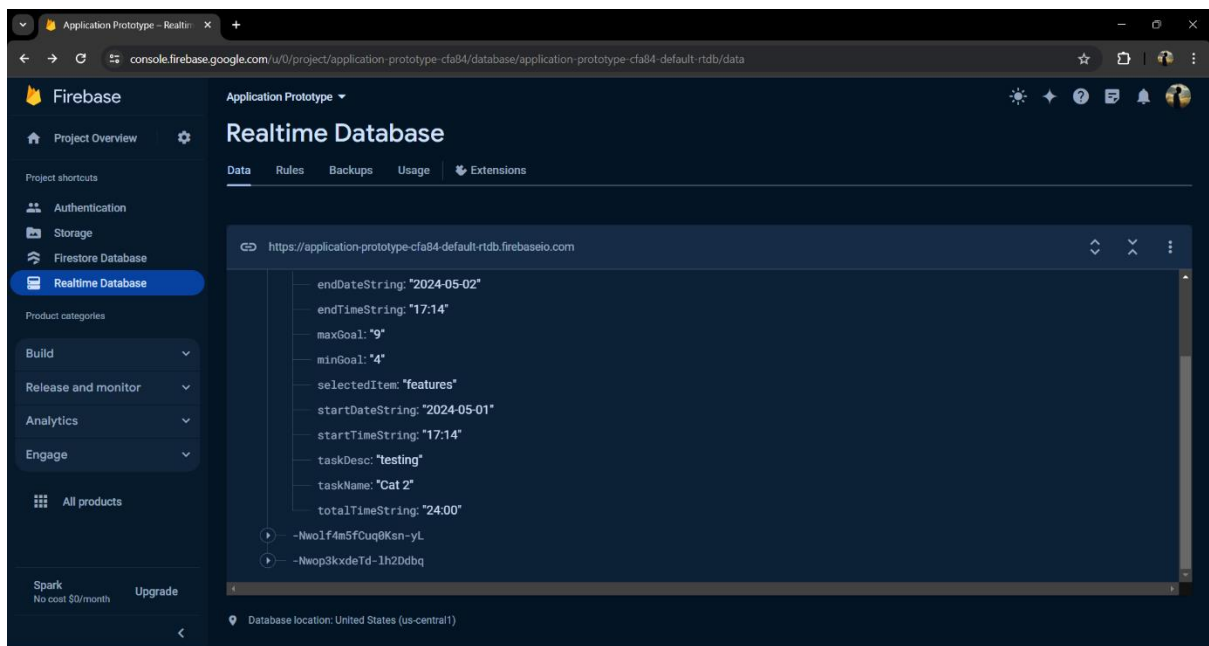 Application Prototype – Realtim
console.firebase.google.com/u/0/project/application-prototype-cfa84/database/application-prototype-cfa84-default-rtdb/data
Firebase
Project Overview
Project shortcuts
Authentication
Storage
Firestore Database
Realtime Database
Product categories
Build
Release and monitor
Analytics
Engage
All products
Spark
No cost $0/month
Upgrade
Application Prototype
Realtime Database
Data Rules Backups Usage Extensions
https://application-prototype-cfa84-default-rtdb.firebaseio.com
endDateString: "2024-05-02"
endTimeString: "17:14"
maxGoal: "9"
minGoal: "4"
selectedItem: "features"
startDateString: "2024-05-01"
startTimeString: "17:14"
taskDesc: "testing"
taskName: "Cat 2"
totalTimeString: "24:00"
-Nwolf4m5fCuq0Ksn-yL
-Nwop3kxdeTd-lh2Ddbq
Database location: United States (us-central1)